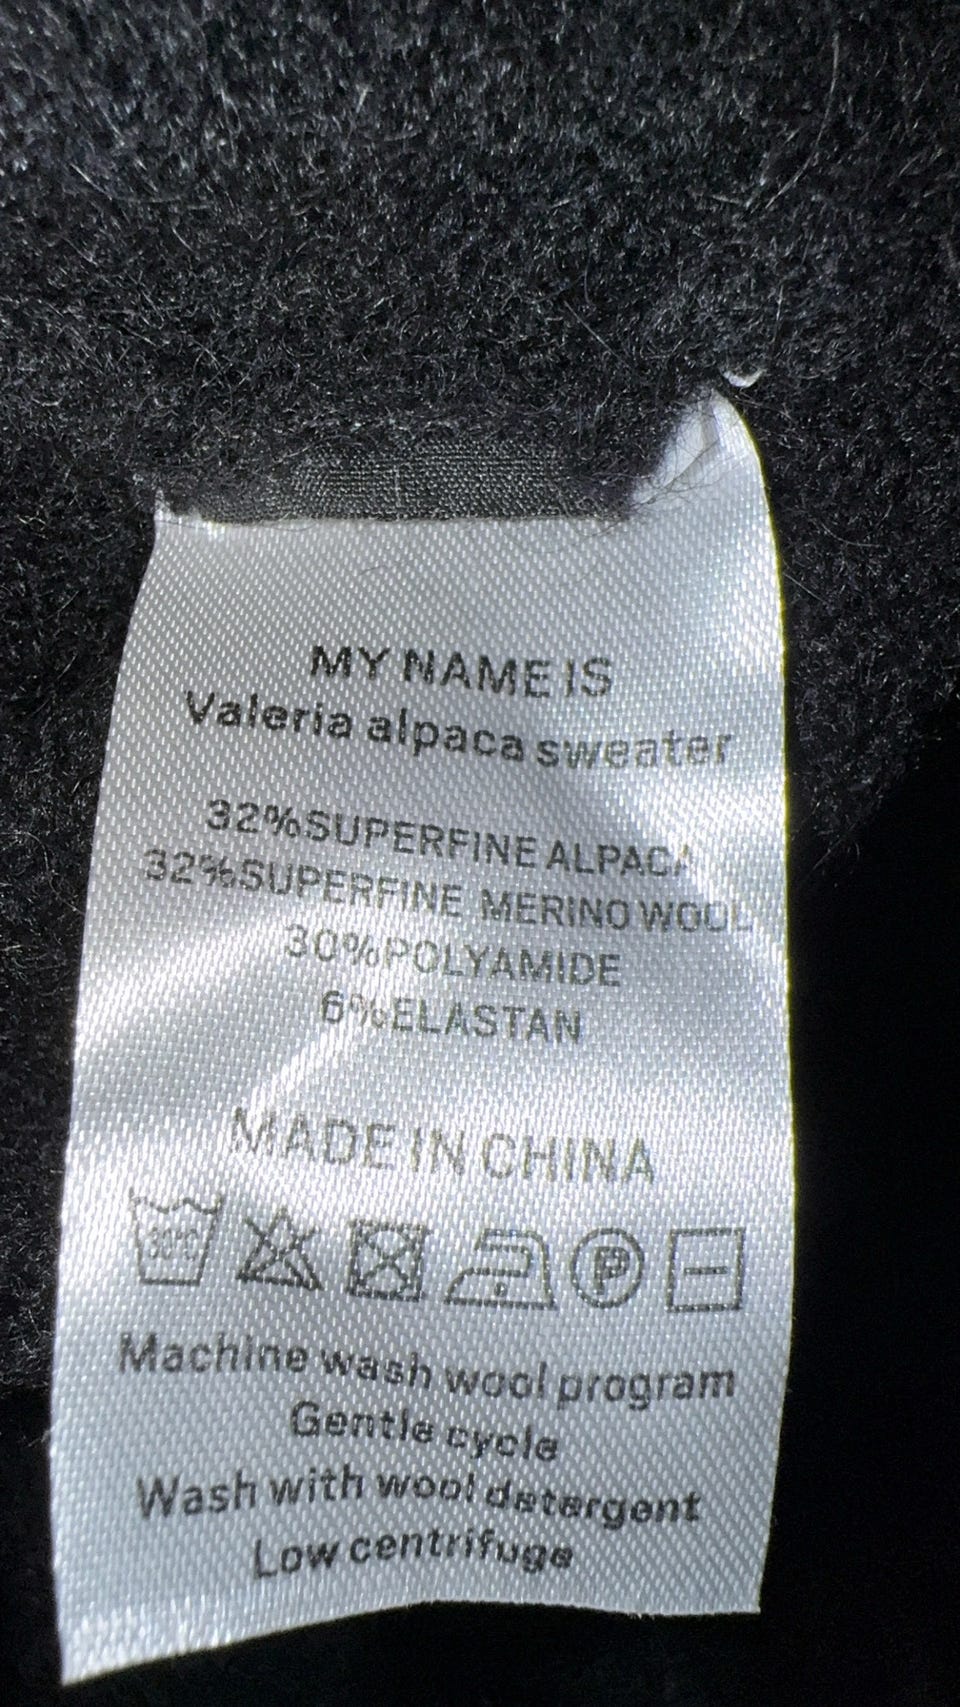 MY NAME IS
Valeria alpaca sweater
32%SUPERFINE ALPACA
32%SUPERFINE MERINO WOOL
30%POLYAMIDE
6%ELASTAN
MADE IN CHINA
30°C P
Machine wash wool program
Gentle cycle
Wash with wool detergent
Low centrifuge